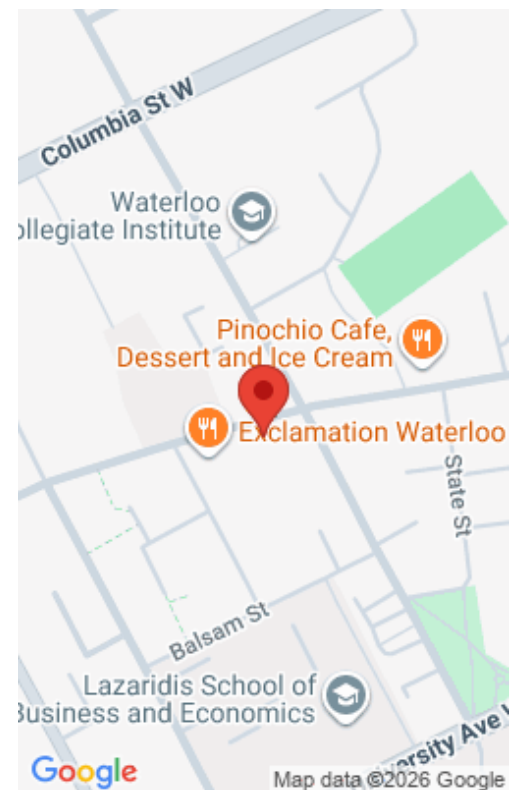 Columbia St W
Waterloo
ollegiate Institute
Pinochio Cafe,
Dessert and Ice Cream
Exclamation Waterloo
State St
Balsam St
Lazaridis School of
Business and Economics
versity Ave
Google
Map data ©2026 Google